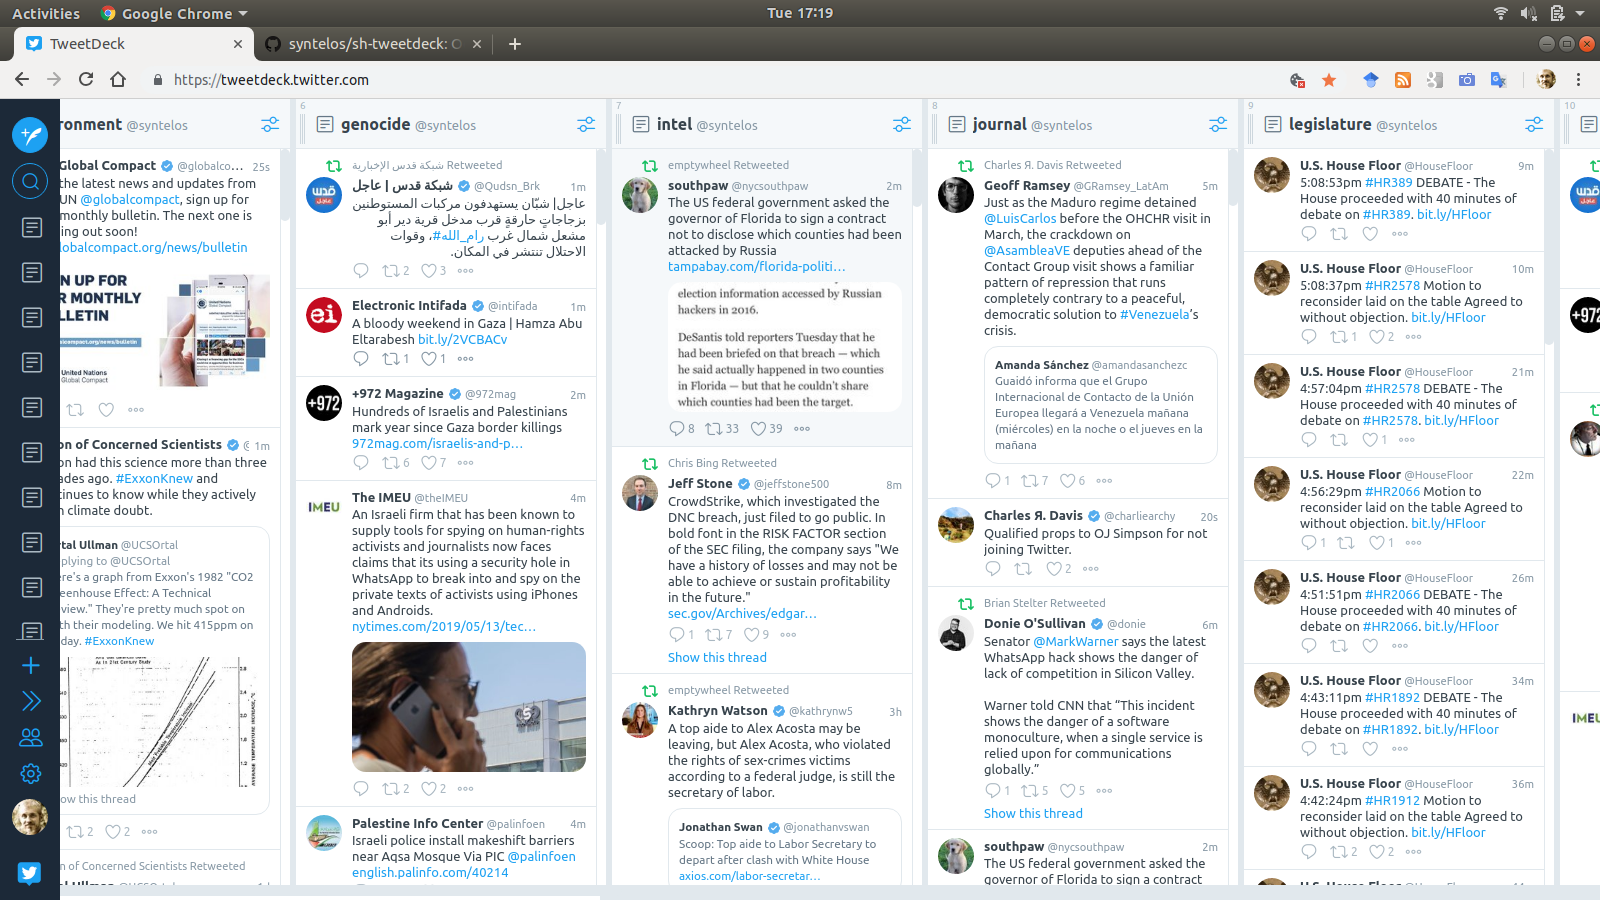 Activities
Google Chrome
Tue 17:19
TweetDeck
syntelos/sh-tweetdeck:
https://tweetdeck.twitter.com
ronment @syntelos
Global Compact @globalco... 25s
the latest news and updates from
UN @globalcompact, sign up for
monthly bulletin. The next one is
ing out soon!
lobalcompact.org/news/bulletin
N UP FOR
R MONTHLY
LLETIN
alcompact.org/news/bulletin
United Nations
Global Compact
on of Concerned Scientists 1m
on had this science more than three
ades ago. #ExxonKnew and
tinues to know while they actively
n climate doubt.
rtal Ullman @UCSOrtal
plying to @UCSOrtal
ere's a graph from Exxon's 1982 "CO2
eenhouse Effect: A Technical
view." They're pretty much spot on
th their modeling. We hit 415ppm on
day. #ExxonKnew
ow this thread
2 2
n of Concerned Scientists Retweeted
6
genocide @syntelos
شبكة قدس الإخبارية Retweeted
شبكة قدس | عاجل @Qudsn_Brk 1m
عاجل| شبّان يستهدفون مركبات المستوطنين
بزجاجاتٍ حارقةٍ قرب مدخل قرية دير أبو
مشعل شمال غرب رام_الله#، وقوات
الاحتلال تنتشر في المكان.
2 3
Electronic Intifada @intifada 1m
A bloody weekend in Gaza | Hamza Abu
Eltarabesh bit.ly/2VCBACv
1 1
+972 Magazine @972mag 2m
Hundreds of Israelis and Palestinians
mark year since Gaza border killings
972mag.com/israelis-and-p…
6 7
The IMEU @theIMEU 4m
An Israeli firm that has been known to
supply tools for spying on human-rights
activists and journalists now faces
claims that its using a security hole in
WhatsApp to break into and spy on the
private texts of activists using iPhones
and Androids.
nytimes.com/2019/05/13/tec…
2 2
Palestine Info Center @palinfoen 4m
Israeli police install makeshift barriers
near Aqsa Mosque Via PIC @palinfoen
english.palinfo.com/40214
7
intel @syntelos
emptywheel Retweeted
southpaw @nycsouthpaw 2m
The US federal government asked the
governor of Florida to sign a contract
not to disclose which counties had been
attacked by Russia
tampabay.com/florida-politi…
election information accessed by Russian
hackers in 2016.
DeSantis told reporters Tuesday that he
had been briefed on that breach — which
he said actually happened in two counties
in Florida — but that he couldn't share
which counties had been the target.
8 33 39
Chris Bing Retweeted
Jeff Stone @jeffstone500 8m
CrowdStrike, which investigated the
DNC breach, just filed to go public. In
bold font in the RISK FACTOR section
of the SEC filing, the company says "We
have a history of losses and may not be
able to achieve or sustain profitability
in the future."
sec.gov/Archives/edgar…
1 7 9
Show this thread
emptywheel Retweeted
Kathryn Watson @kathrynw5 3h
A top aide to Alex Acosta may be
leaving, but Alex Acosta, who violated
the rights of sex-crimes victims
according to a federal judge, is still the
secretary of labor.
Jonathan Swan @jonathanvswan
Scoop: Top aide to Labor Secretary to
depart after clash with White House
axios.com/labor-secretar…
8
journal @syntelos
Charles Я. Davis Retweeted
Geoff Ramsey @GRamsey_LatAm 5m
Just as the Maduro regime detained
@LuisCarlos before the OHCHR visit in
March, the crackdown on
@AsambleaVE deputies ahead of the
Contact Group visit shows a familiar
pattern of repression that runs
completely contrary to a peaceful,
democratic solution to #Venezuela’s
crisis.
Amanda Sánchez @amandasanchezc
Guaidó informa que el Grupo
Internacional de Contacto de la Unión
Europea llegará a Venezuela mañana
(miércoles) en la noche o el jueves en la
mañana
1 7 6
Charles Я. Davis @charliearchy 20s
Qualified props to OJ Simpson for not
joining Twitter.
2
Brian Stelter Retweeted
Donie O'Sullivan @donie 6m
Senator @MarkWarner says the latest
WhatsApp hack shows the danger of
lack of competition in Silicon Valley.
Warner told CNN that “This incident
shows the danger of a software
monoculture, when a single service is
relied upon for communications
globally.”
1 5 5
Show this thread
southpaw @nycsouthpaw 2m
The US federal government asked the
governor of Florida to sign a contract
9
legislature @syntelos
U.S. House Floor @HouseFloor 9m
5:08:53pm #HR389 DEBATE - The
House proceeded with 40 minutes of
debate on #HR389. bit.ly/HFloor
U.S. House Floor @HouseFloor 10m
5:08:37pm #HR2578 Motion to
reconsider laid on the table Agreed to
without objection. bit.ly/HFloor
1 2
U.S. House Floor @HouseFloor 21m
4:57:04pm #HR2578 DEBATE - The
House proceeded with 40 minutes of
debate on #HR2578. bit.ly/HFloor
1
U.S. House Floor @HouseFloor 22m
4:56:29pm #HR2066 Motion to
reconsider laid on the table Agreed to
without objection. bit.ly/HFloor
1 1
U.S. House Floor @HouseFloor 26m
4:51:51pm #HR2066 DEBATE - The
House proceeded with 40 minutes of
debate on #HR2066. bit.ly/HFloor
U.S. House Floor @HouseFloor 34m
4:43:11pm #HR1892 DEBATE - The
House proceeded with 40 minutes of
debate on #HR1892. bit.ly/HFloor
U.S. House Floor @HouseFloor 36m
4:42:24pm #HR1912 Motion to
reconsider laid on the table Agreed to
without objection. bit.ly/HFloor
2 2
10
+972
IMEU